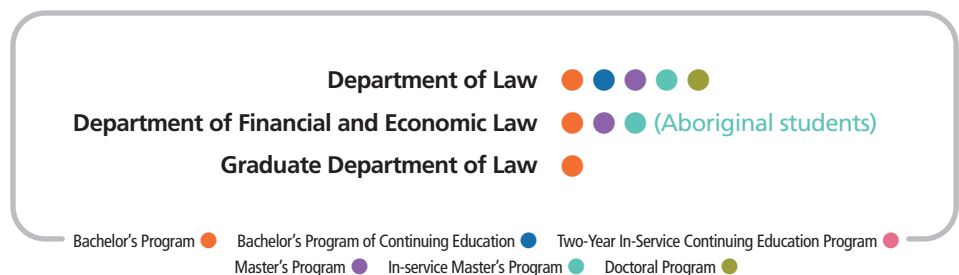 Department of Law
Department of Financial and Economic Law (Aboriginal students)
Graduate Department of Law
Bachelor's Program Bachelor's Program of Continuing Education Two-Year In-Service Continuing Education Program
Master's Program In-service Master's Program Doctoral Program